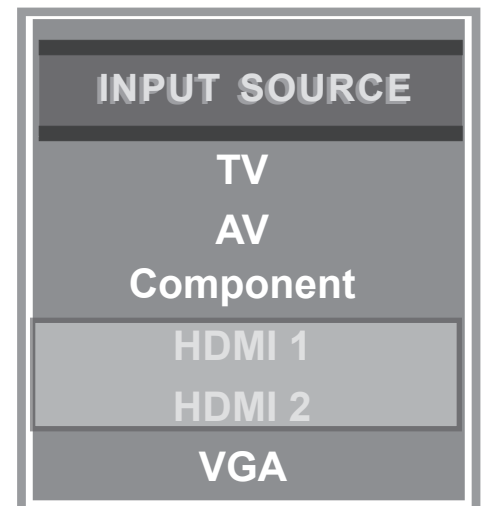 INPUT SOURCE
TV
AV
Component
HDMI 1
HDMI 2
VGA